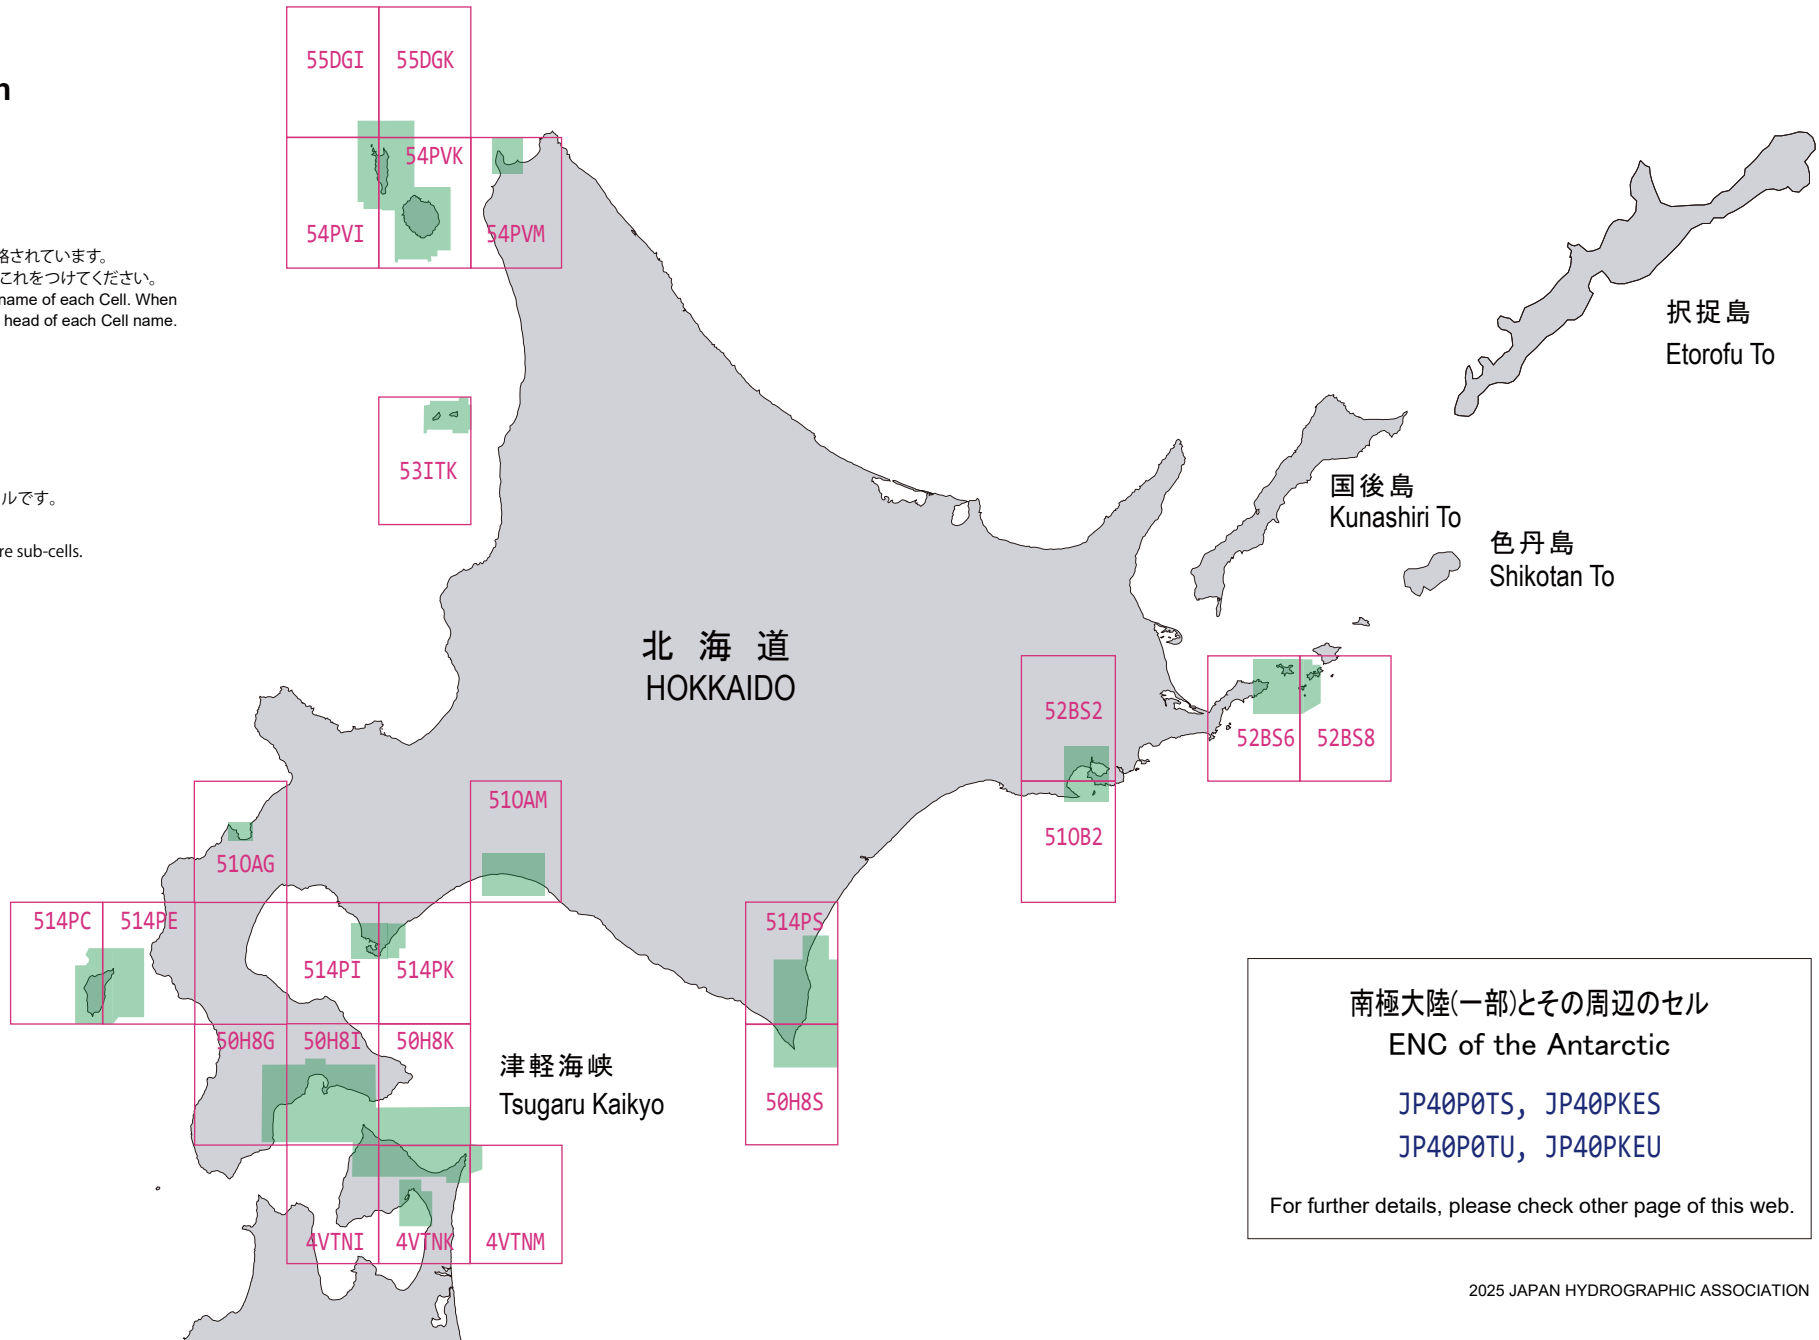 55DGI 55DGK
n
54PVK
54PVI 54PVM
略されています。
これをつけてください。
name of each Cell. When
head of each Cell name.
択捉島
Etorofu To
53ITK
ルです。
re sub-cells.
国後島
Kunashiri To
色丹島
Shikotan To
北海道
HOKKAIDO
52BS2
52BS6 52BS8
51OAM
51OB2
51OAG
514PC 514PE
514PS
514PI 514PK
50H8G 50H8I 50H8K
津軽海峡
Tsugaru Kaikyo
50H8S
4VTNI 4VTNK 4VTNM
南極大陸(一部)とその周辺のセル
ENC of the Antarctic
JP40P0TS, JP40PKES
JP40P0TU, JP40PKEU
For further details, please check other page of this web.
2025 JAPAN HYDROGRAPHIC ASSOCIATION